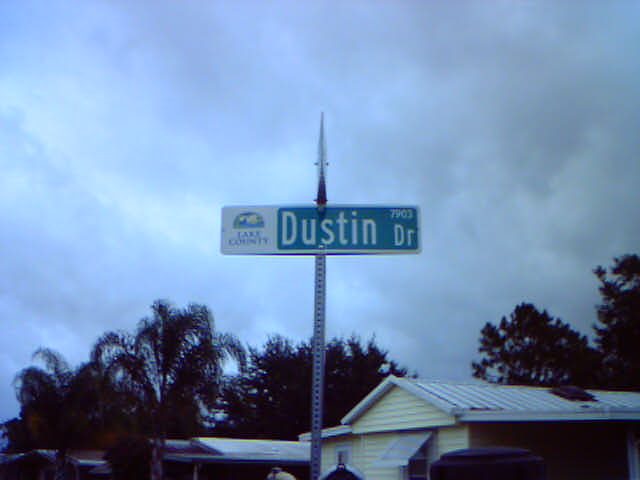 LAKE
COUNTY
Dustin Dr
7903